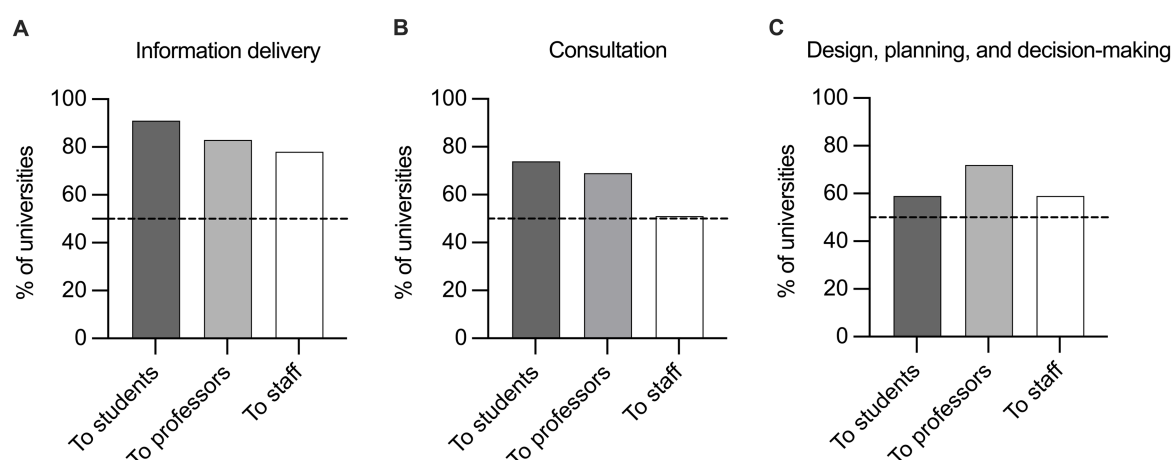 A
Information delivery
100
80
60
40
20
0
% of universities
To students
To professors
To staff
B
Consultation
100
80
60
40
20
0
% of universities
To students
To professors
To staff
C
Design, planning, and decision-making
100
80
60
40
20
0
% of universities
To students
To professors
To staff